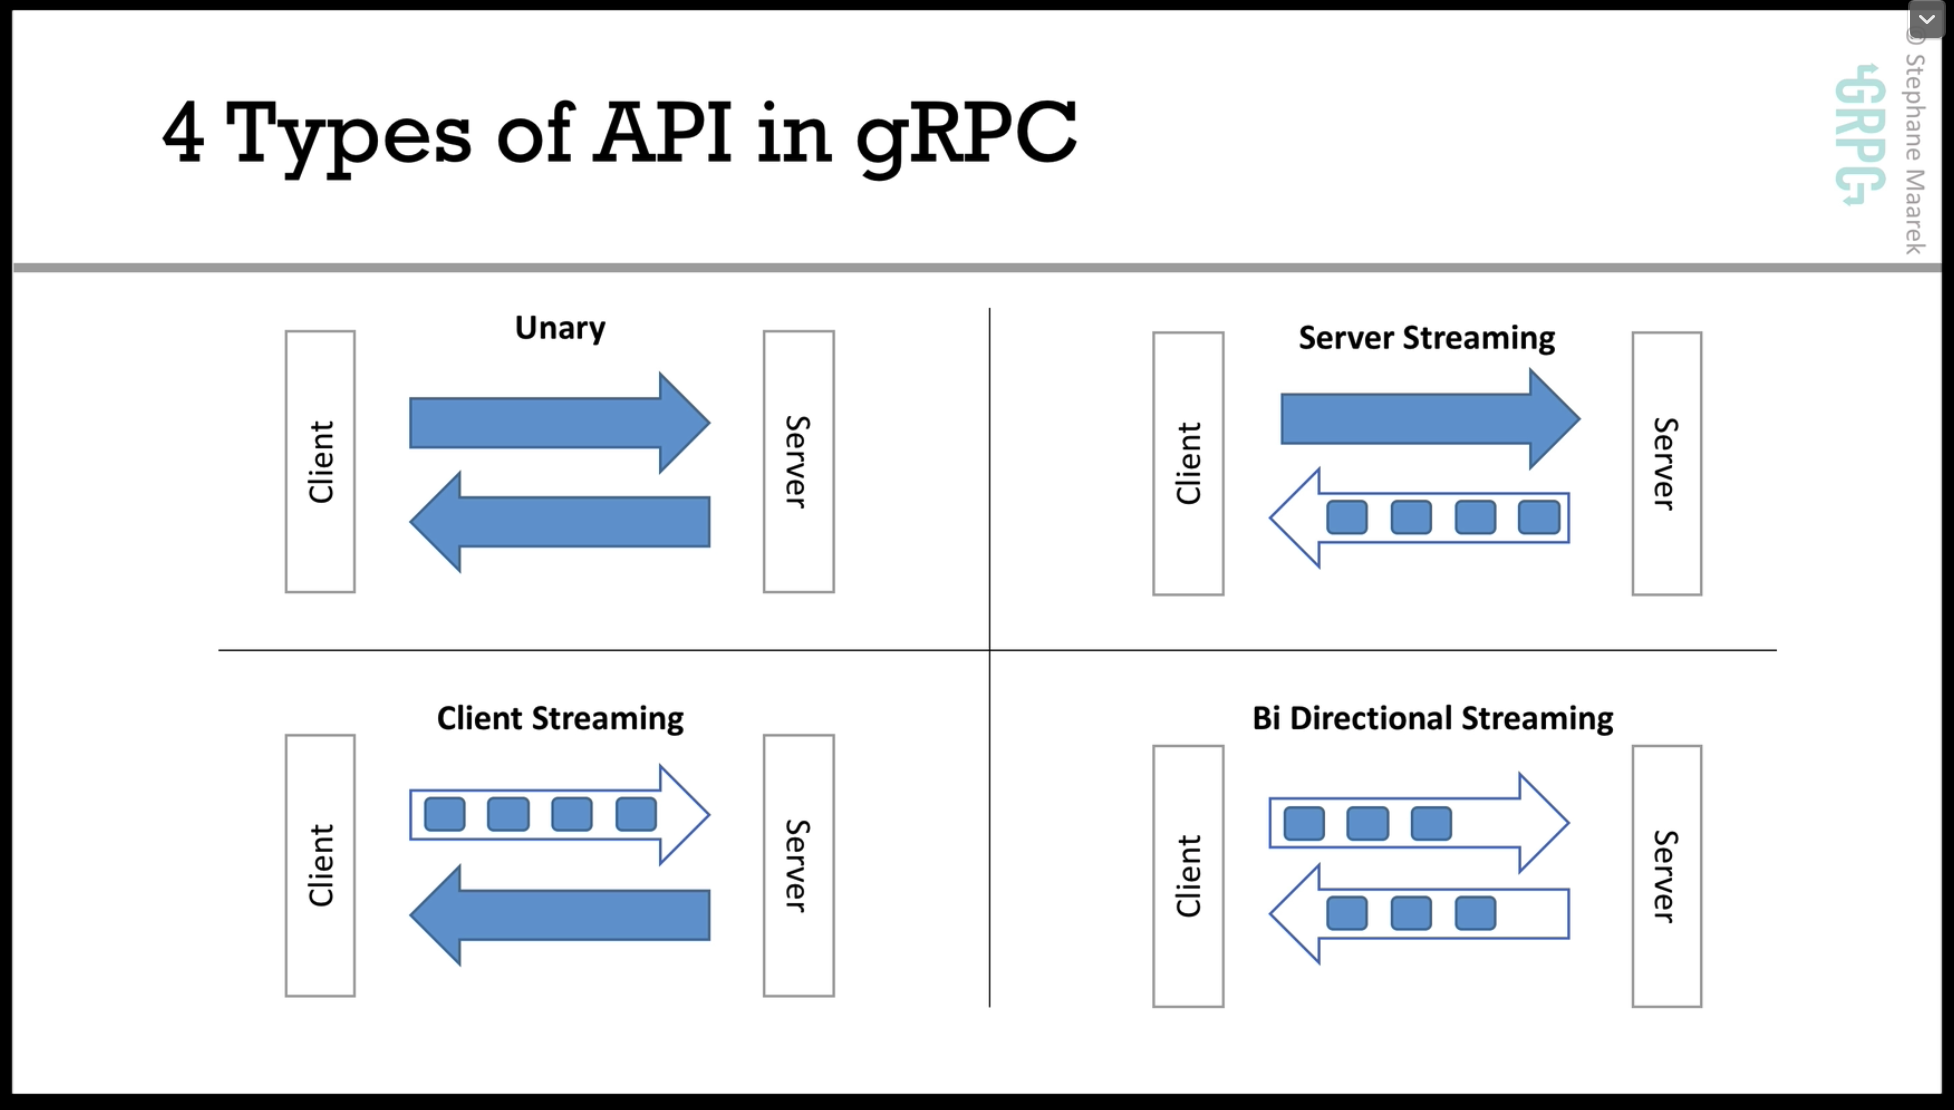 4 Types of API in gRPC
© Stephane Maarek
GRPC
Unary
Client
Server
Server Streaming
Client
Server
Client Streaming
Client
Server
Bi Directional Streaming
Client
Server